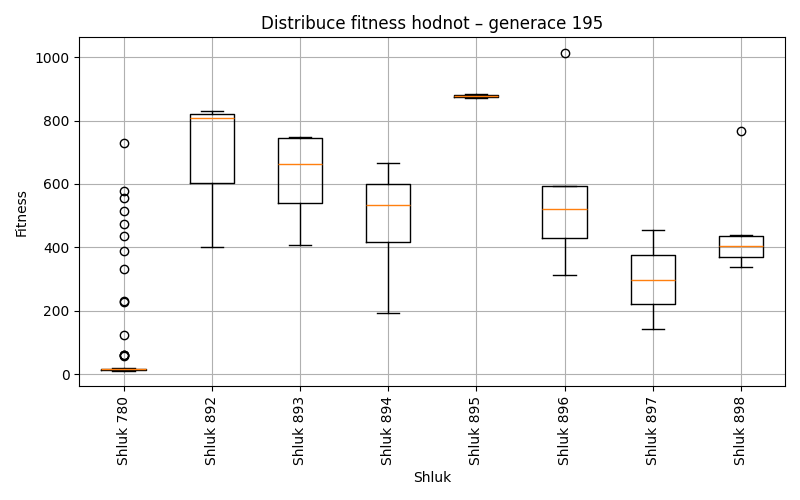 Distribuce fitness hodnot – generace 195
Fitness
1000
800
600
400
200
0
Shluk 780
Shluk 892
Shluk 893
Shluk 894
Shluk 895
Shluk 896
Shluk 897
Shluk 898
Shluk